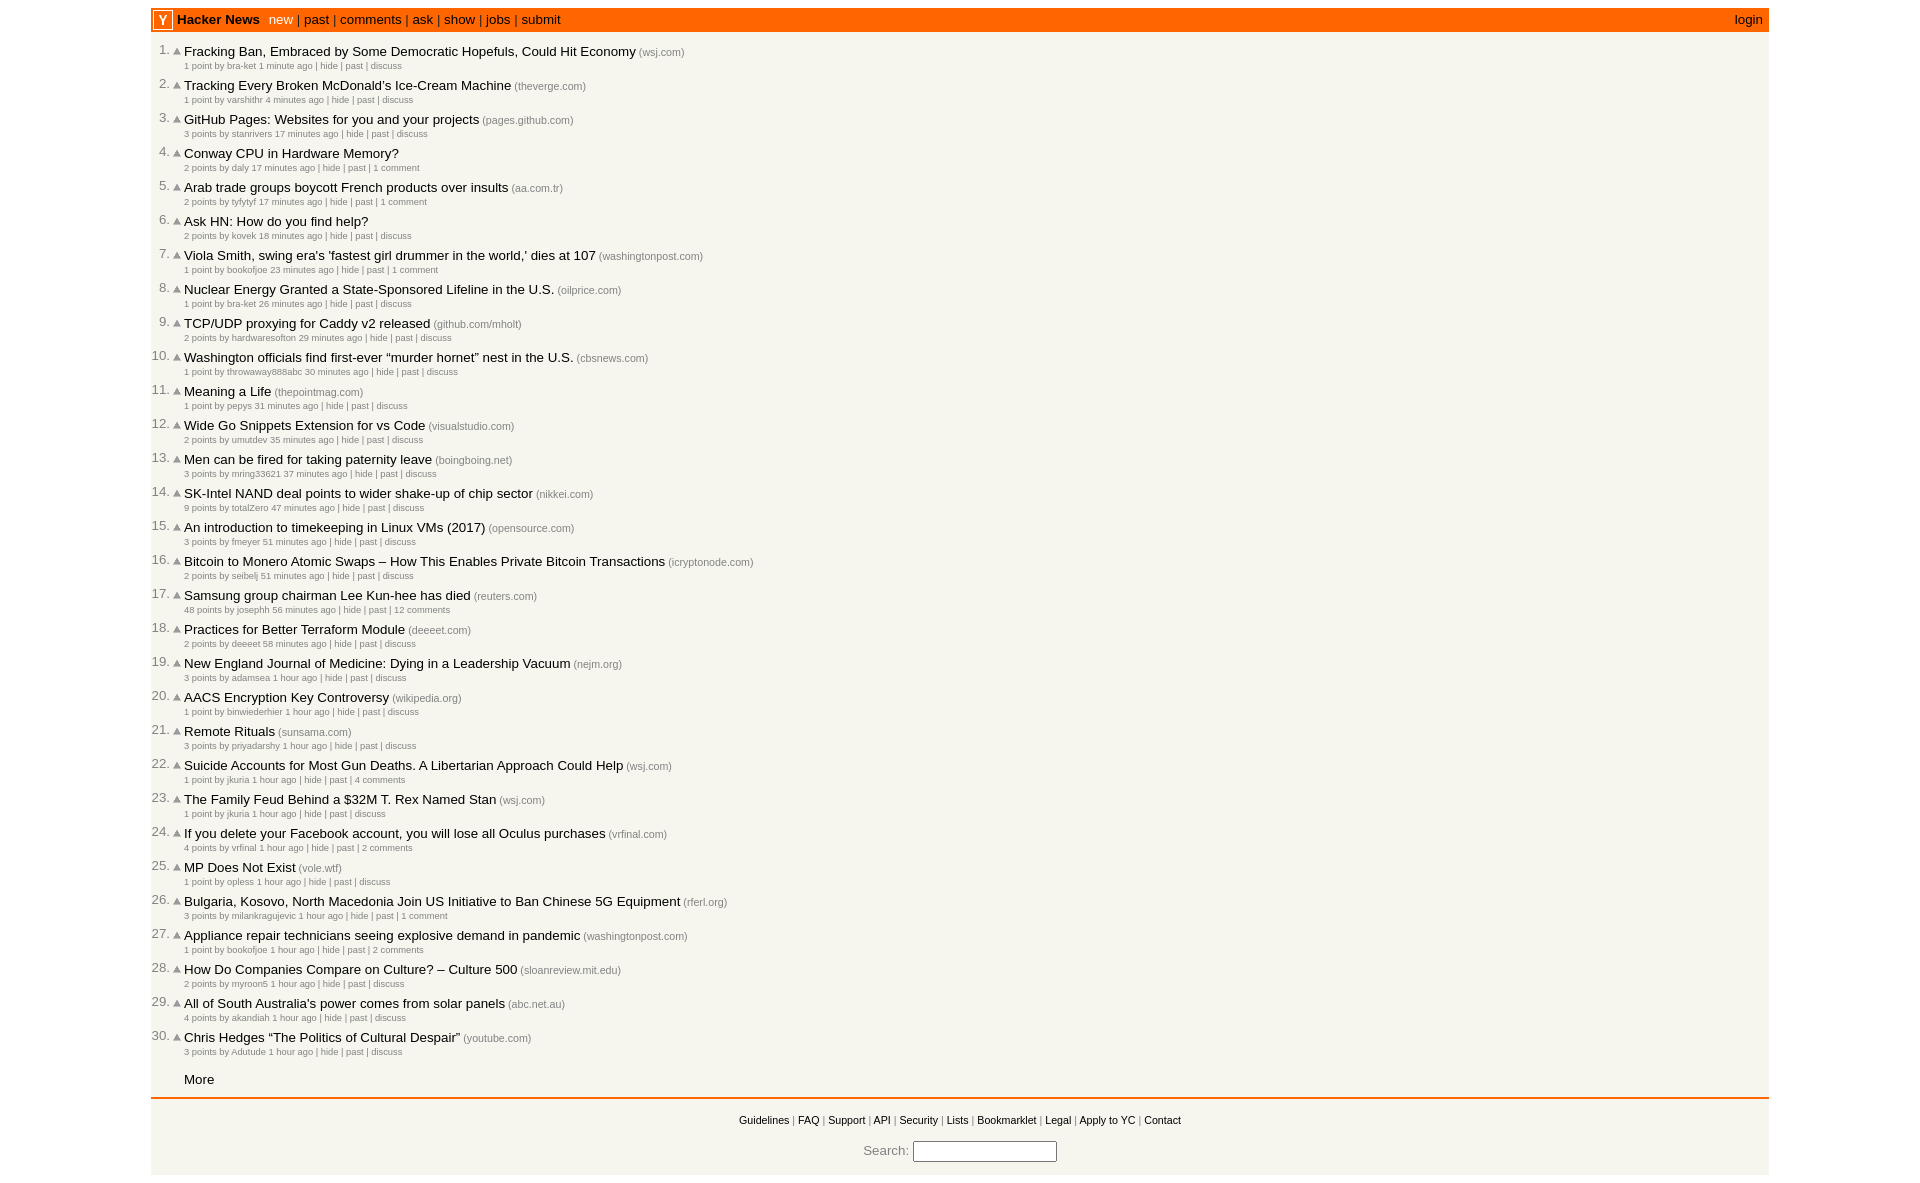 Y Hacker News new | past | comments | ask | show | jobs | submit login
1. Fracking Ban, Embraced by Some Democratic Hopefuls, Could Hit Economy (wsj.com)
1 point by bra-ket 1 minute ago | hide | past | discuss
2. Tracking Every Broken McDonald’s Ice-Cream Machine (theverge.com)
1 point by varshithr 4 minutes ago | hide | past | discuss
3. GitHub Pages: Websites for you and your projects (pages.github.com)
3 points by stanrivers 17 minutes ago | hide | past | discuss
4. Conway CPU in Hardware Memory?
2 points by daly 17 minutes ago | hide | past | 1 comment
5. Arab trade groups boycott French products over insults (aa.com.tr)
2 points by tyfytyf 17 minutes ago | hide | past | 1 comment
6. Ask HN: How do you find help?
2 points by kovek 18 minutes ago | hide | past | discuss
7. Viola Smith, swing era's 'fastest girl drummer in the world,' dies at 107 (washingtonpost.com)
1 point by bookofjoe 23 minutes ago | hide | past | 1 comment
8. Nuclear Energy Granted a State-Sponsored Lifeline in the U.S. (oilprice.com)
1 point by bra-ket 26 minutes ago | hide | past | discuss
9. TCP/UDP proxying for Caddy v2 released (github.com/mholt)
2 points by hardwaresofton 29 minutes ago | hide | past | discuss
10. Washington officials find first-ever “murder hornet” nest in the U.S. (cbsnews.com)
1 point by throwaway888abc 30 minutes ago | hide | past | discuss
11. Meaning a Life (thepointmag.com)
1 point by pepys 31 minutes ago | hide | past | discuss
12. Wide Go Snippets Extension for vs Code (visualstudio.com)
2 points by umutdev 35 minutes ago | hide | past | discuss
13. Men can be fired for taking paternity leave (boingboing.net)
3 points by mring33621 37 minutes ago | hide | past | discuss
14. SK-Intel NAND deal points to wider shake-up of chip sector (nikkei.com)
9 points by totalZero 47 minutes ago | hide | past | discuss
15. An introduction to timekeeping in Linux VMs (2017) (opensource.com)
3 points by fmeyer 51 minutes ago | hide | past | discuss
16. Bitcoin to Monero Atomic Swaps – How This Enables Private Bitcoin Transactions (icryptonode.com)
2 points by seibelj 51 minutes ago | hide | past | discuss
17. Samsung group chairman Lee Kun-hee has died (reuters.com)
48 points by josephh 56 minutes ago | hide | past | 12 comments
18. Practices for Better Terraform Module (deeeet.com)
2 points by deeeet 58 minutes ago | hide | past | discuss
19. New England Journal of Medicine: Dying in a Leadership Vacuum (nejm.org)
3 points by adamsea 1 hour ago | hide | past | discuss
20. AACS Encryption Key Controversy (wikipedia.org)
1 point by binwiederhier 1 hour ago | hide | past | discuss
21. Remote Rituals (sunsama.com)
3 points by priyadarshy 1 hour ago | hide | past | discuss
22. Suicide Accounts for Most Gun Deaths. A Libertarian Approach Could Help (wsj.com)
1 point by jkuria 1 hour ago | hide | past | 4 comments
23. The Family Feud Behind a $32M T. Rex Named Stan (wsj.com)
1 point by jkuria 1 hour ago | hide | past | discuss
24. If you delete your Facebook account, you will lose all Oculus purchases (vrfinal.com)
4 points by vrfinal 1 hour ago | hide | past | 2 comments
25. MP Does Not Exist (vole.wtf)
1 point by opless 1 hour ago | hide | past | discuss
26. Bulgaria, Kosovo, North Macedonia Join US Initiative to Ban Chinese 5G Equipment (rferl.org)
3 points by milankragujevic 1 hour ago | hide | past | 1 comment
27. Appliance repair technicians seeing explosive demand in pandemic (washingtonpost.com)
1 point by bookofjoe 1 hour ago | hide | past | 2 comments
28. How Do Companies Compare on Culture? – Culture 500 (sloanreview.mit.edu)
2 points by myroon5 1 hour ago | hide | past | discuss
29. All of South Australia's power comes from solar panels (abc.net.au)
4 points by akandiah 1 hour ago | hide | past | discuss
30. Chris Hedges “The Politics of Cultural Despair” (youtube.com)
3 points by Adutude 1 hour ago | hide | past | discuss
More
Guidelines | FAQ | Support | API | Security | Lists | Bookmarklet | Legal | Apply to YC | Contact
Search: